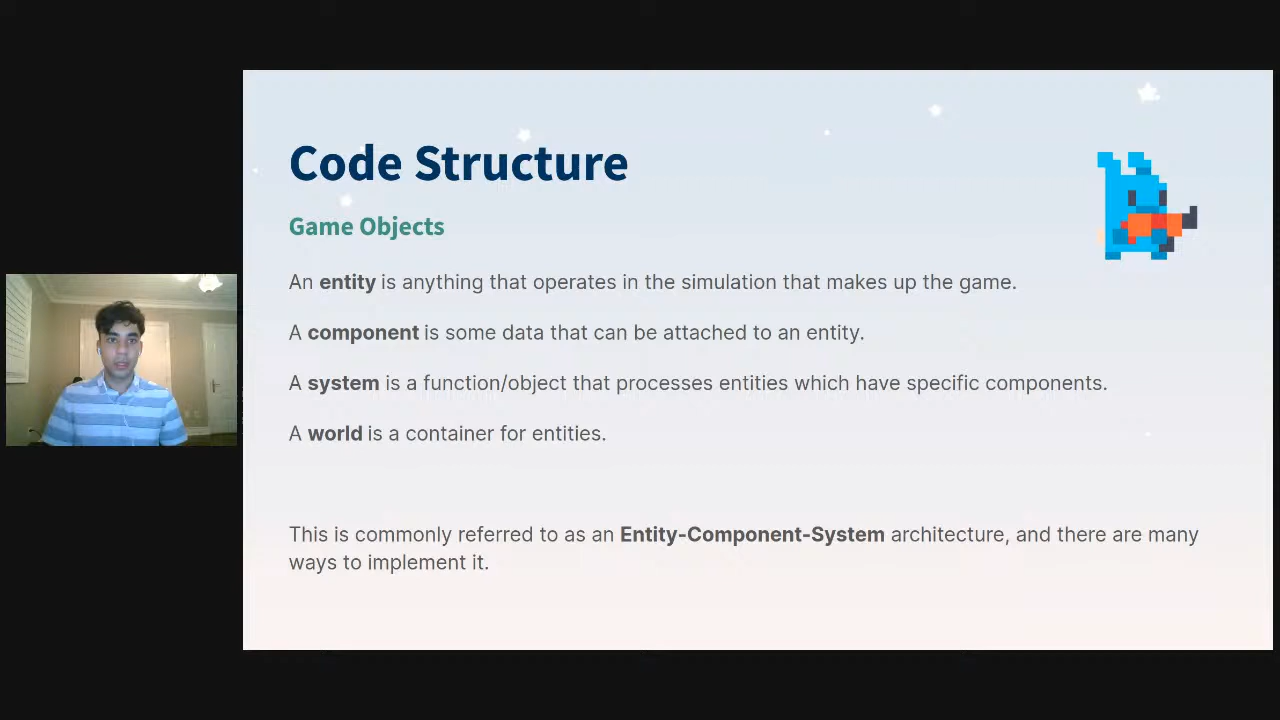 Code Structure
Game Objects
An entity is anything that operates in the simulation that makes up the game.
A component is some data that can be attached to an entity.
A system is a function/object that processes entities which have specific components.
A world is a container for entities.
This is commonly referred to as an Entity-Component-System architecture, and there are many
ways to implement it.